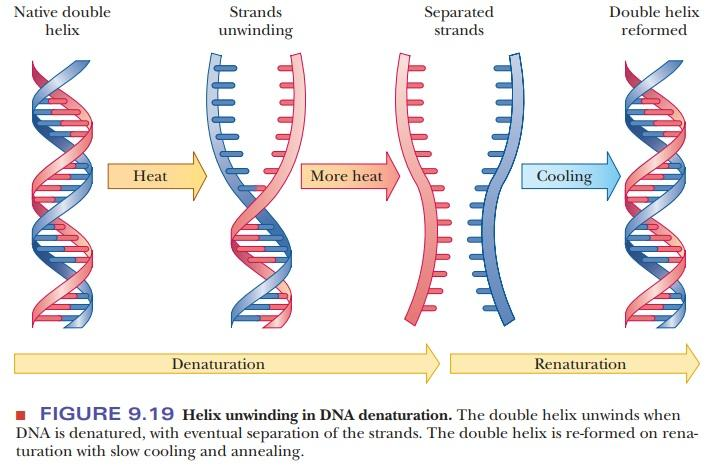 Native double
helix
Strands
unwinding
Separated
strands
Double helix
reformed
Heat
More heat
Cooling
Denaturation
Renaturation
■ FIGURE 9.19 Helix unwinding in DNA denaturation. The double helix unwinds when
DNA is denatured, with eventual separation of the strands. The double helix is re-formed on rena-
turation with slow cooling and annealing.